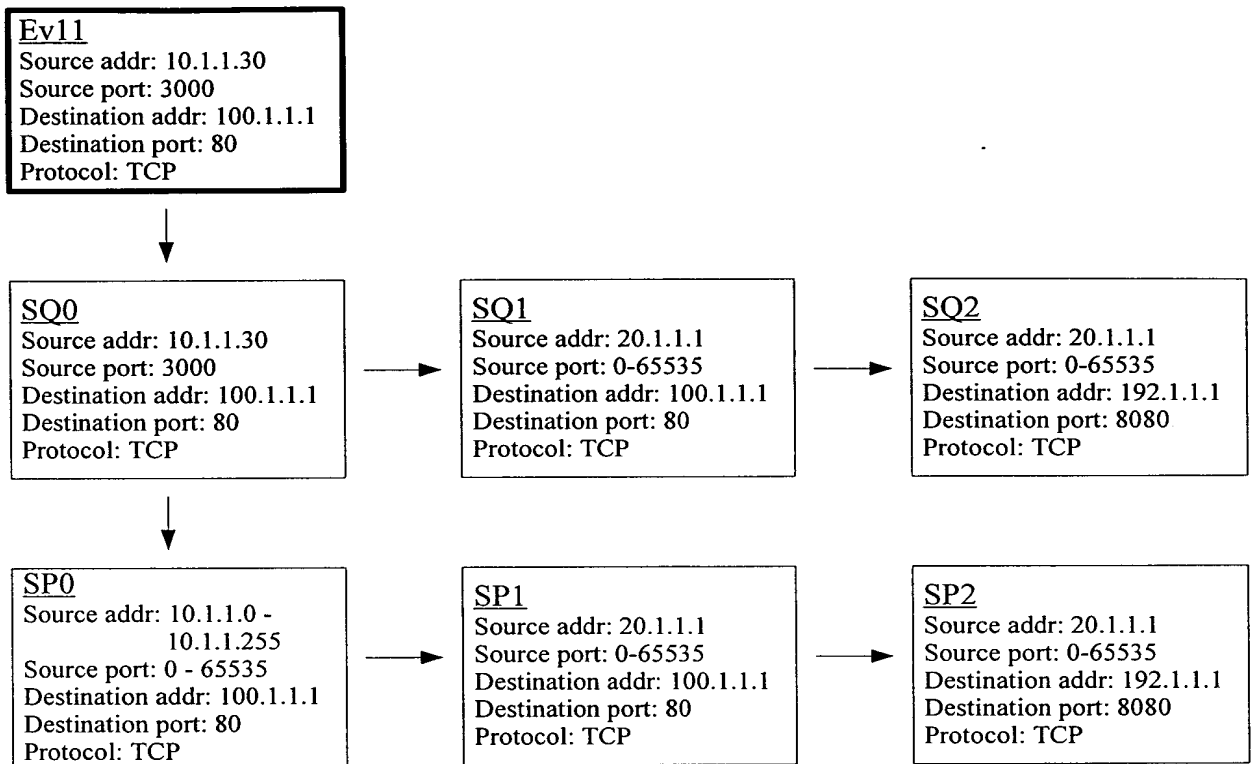 Ev11
Source addr: 10.1.1.30
Source port: 3000
Destination addr: 100.1.1.1
Destination port: 80
Protocol: TCP
SQ0
Source addr: 10.1.1.30
Source port: 3000
Destination addr: 100.1.1.1
Destination port: 80
Protocol: TCP
SQ1
Source addr: 20.1.1.1
Source port: 0-65535
Destination addr: 100.1.1.1
Destination port: 80
Protocol: TCP
SQ2
Source addr: 20.1.1.1
Source port: 0-65535
Destination addr: 192.1.1.1
Destination port: 8080
Protocol: TCP
SP0
Source addr: 10.1.1.0 -
10.1.1.255
Source port: 0 - 65535
Destination addr: 100.1.1.1
Destination port: 80
Protocol: TCP
SP1
Source addr: 20.1.1.1
Source port: 0-65535
Destination addr: 100.1.1.1
Destination port: 80
Protocol: TCP
SP2
Source addr: 20.1.1.1
Source port: 0-65535
Destination addr: 192.1.1.1
Destination port: 8080
Protocol: TCP